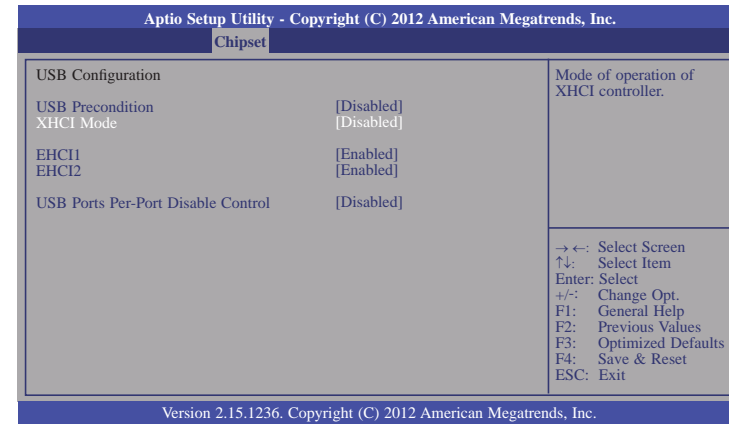 Aptio Setup Utility - Copyright (C) 2012 American Megatrends, Inc.
Chipset
USB Configuration
USB Precondition [Disabled]
XHCI Mode [Disabled]
EHCI1 [Enabled]
EHCI2 [Enabled]
USB Ports Per-Port Disable Control [Disabled]
Mode of operation of
XHCI controller.
→ ←: Select Screen
↑↓: Select Item
Enter: Select
+/-: Change Opt.
F1: General Help
F2: Previous Values
F3: Optimized Defaults
F4: Save & Reset
ESC: Exit
Version 2.15.1236. Copyright (C) 2012 American Megatrends, Inc.